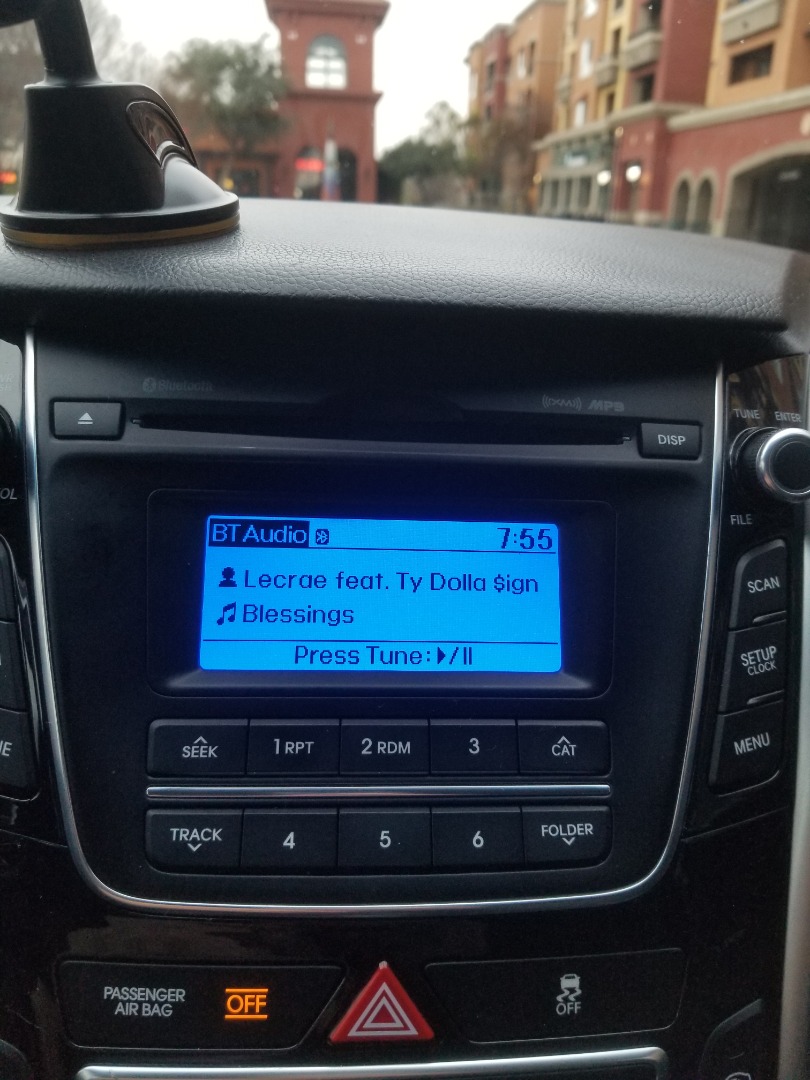 Bluetooth
((XM)) MP3
DISP
TUNE ENTER
OL
FILE
BT Audio 7:55
Lecrae feat. Ty Dolla $ign
Blessings
Press Tune:
SCAN
SETUP
CLOCK
MENU
SEEK
1 RPT
2 RDM
3
CAT
TRACK
4
5
6
FOLDER
PASSENGER
AIR BAG
OFF
OFF